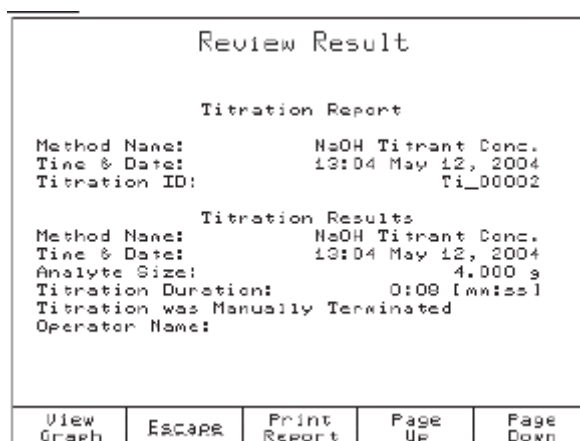 Review Result
Titration Report
Method Name: NaOH Titrant Conc.
Time & Date: 13:04 May 12, 2004
Titration ID: Ti_00002
Titration Results
Method Name: NaOH Titrant Conc.
Time & Date: 13:04 May 12, 2004
Analyte Size: 4.000 g
Titration Duration: 0:08 [mm:ss]
Titration was Manually Terminated
Operator Name:
View Escape Print Page Page
Graph Report Up Down